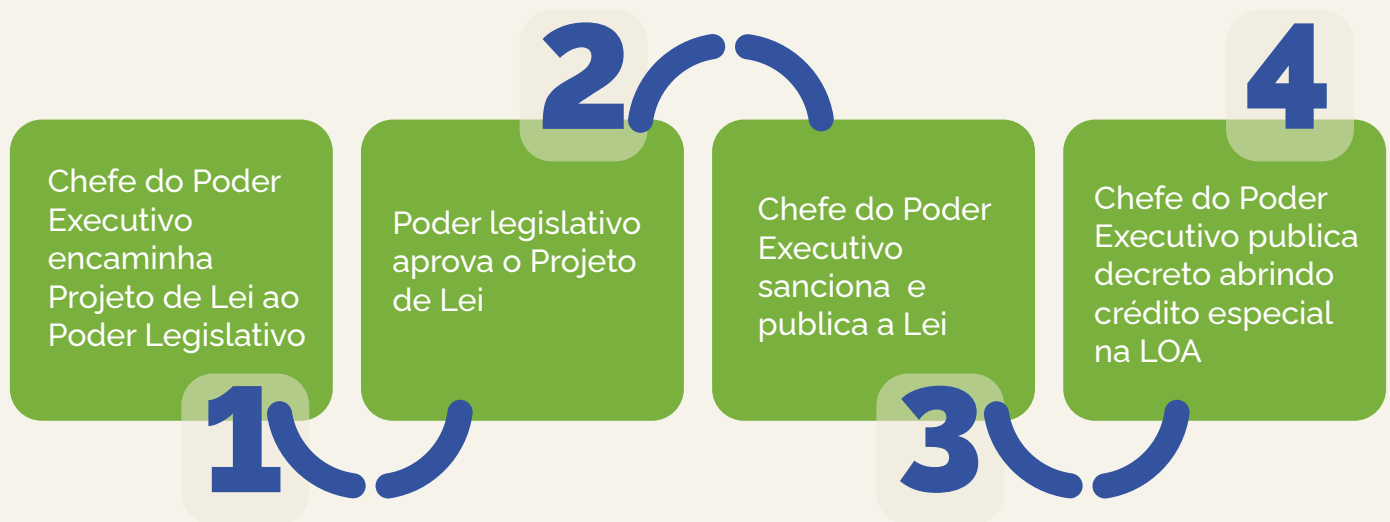 Chefe do Poder
Executivo
encaminha
Projeto de Lei ao
Poder Legislativo
1
2
Poder legislativo
aprova o Projeto
de Lei
Chefe do Poder
Executivo
sanciona e
publica a Lei
3
4
Chefe do Poder
Executivo publica
decreto abrindo
crédito especial
na LOA